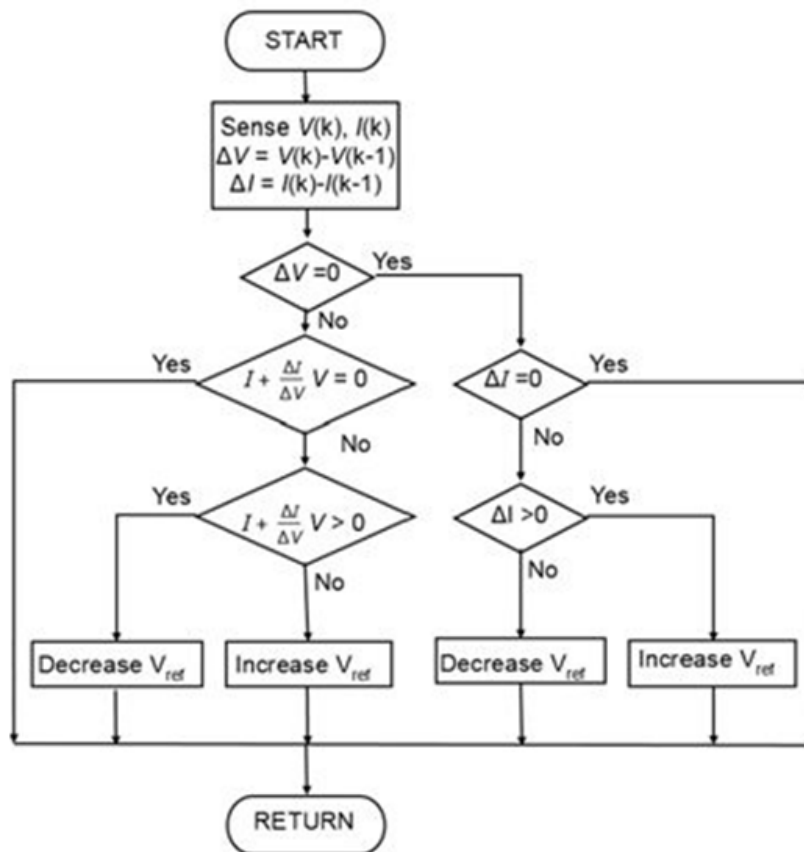 START
Sense V(k), I(k)
ΔV = V(k)-V(k-1)
ΔI = I(k)-I(k-1)
ΔV =0
Yes
No
Yes
I + ΔI/ΔV V = 0
ΔI=0
Yes
No
No
Yes
I + ΔI/ΔV V > 0
ΔI >0
Yes
No
No
Decrease Vref
Increase Vref
Decrease Vref
Increase Vref
RETURN